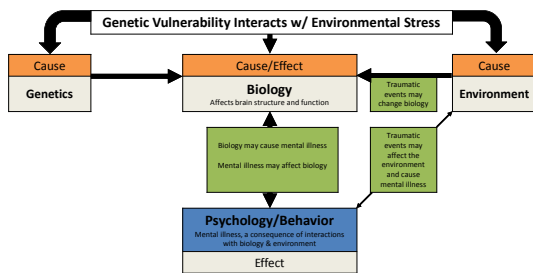 Genetic Vulnerability Interacts w/ Environmental Stress
Cause
Genetics
Cause/Effect
Biology
Affects brain structure and function
Traumatic
events may
change biology
Cause
Environment
Biology may cause mental illness
Mental illness may affect biology
Traumatic
events may
affect the
environment
and cause
mental illness
Psychology/Behavior
Mental illness, a consequence of interactions
with biology & environment
Effect